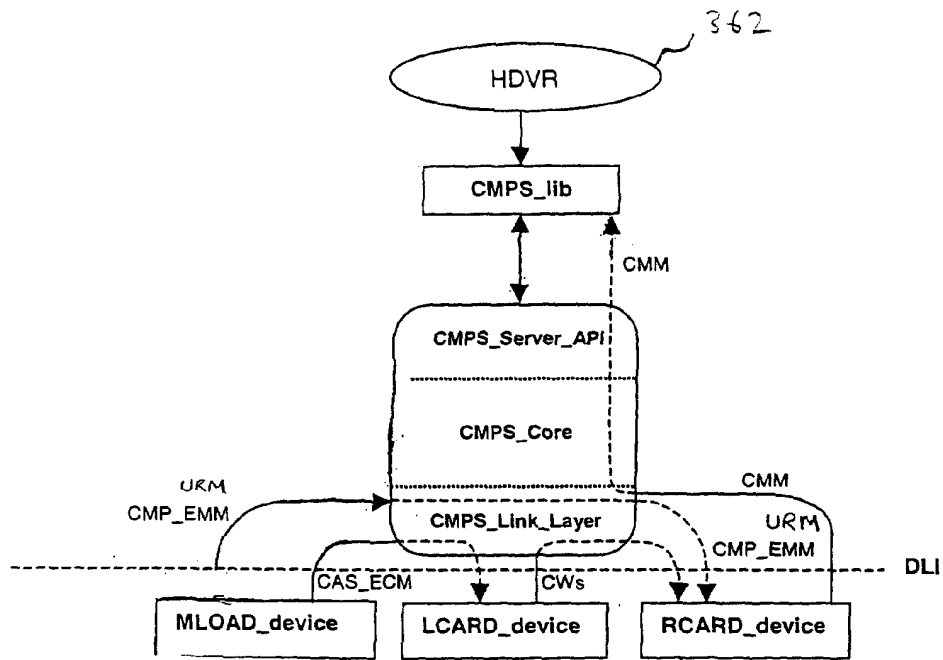 362
HDVR
CMPS_lib
CMM
CMPS_Server_API
CMPS_Core
URM
CMP_EMM
CMPS_Link_Layer
CMM
URM
CMP_EMM
DLI
CAS_ECM
CWs
MLOAD_device
LCARD_device
RCARD_device